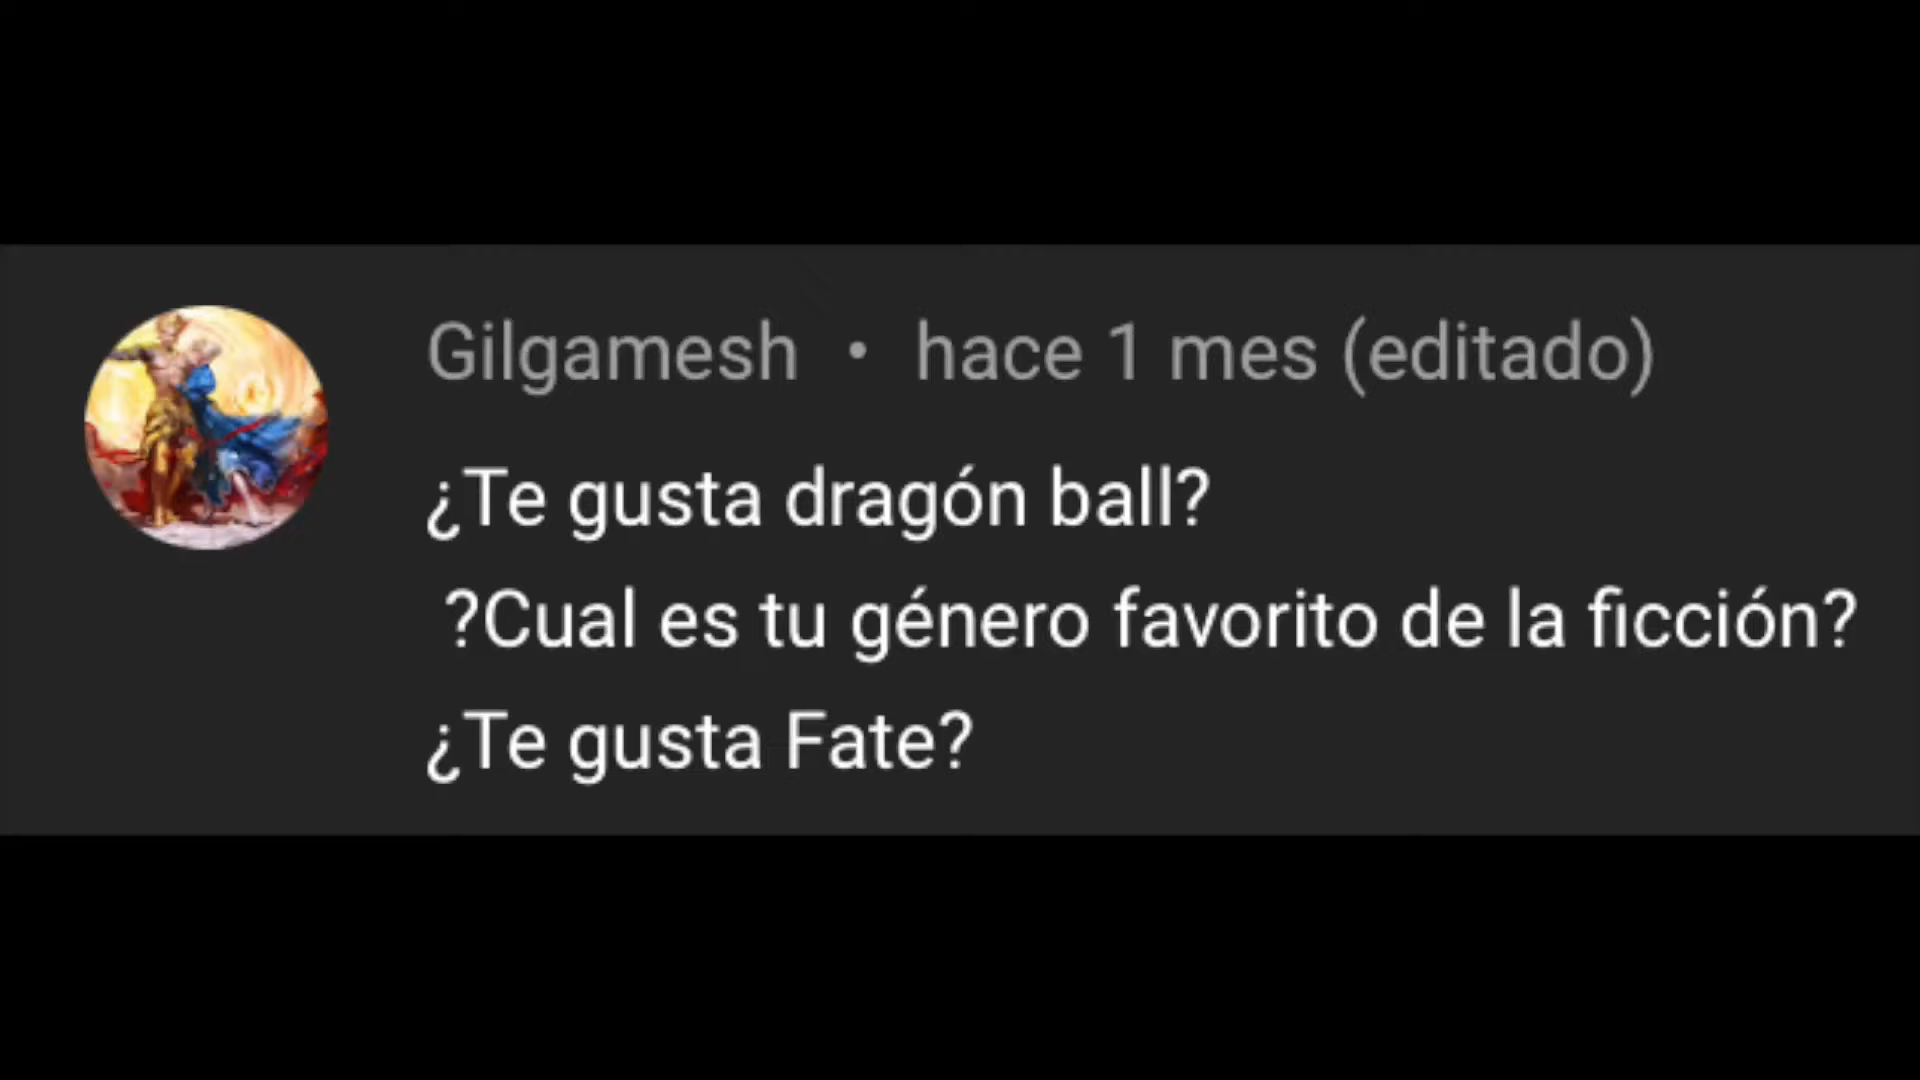 Gilgamesh • hace 1 mes (editado)
¿Te gusta dragón ball?
?Cual es tu género favorito de la ficción?
¿Te gusta Fate?